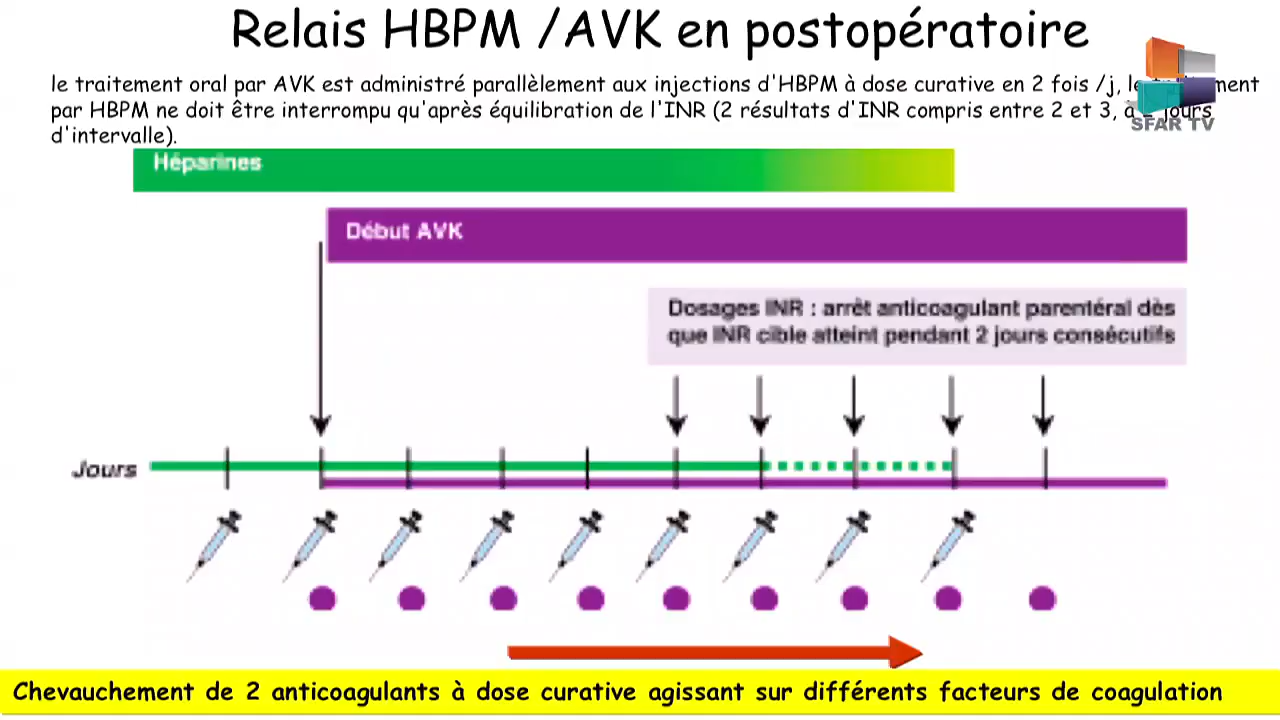 Relais HBPM /AVK en postopératoire
le traitement oral par AVK est administré parallèlement aux injections d'HBPM à dose curative en 2 fois /j, le
par HBPM ne doit être interrompu qu'après équilibration de l'INR (2 résultats d'INR compris entre 2 et 3, à 2 jours
d'intervalle).
SFAR TV
Héparines
Début AVK
Dosages INR : arrêt anticoagulant parentéral dès
que INR cible atteint pendant 2 jours consécutifs
Jours
Chevauchement de 2 anticoagulants à dose curative agissant sur différents facteurs de coagulation